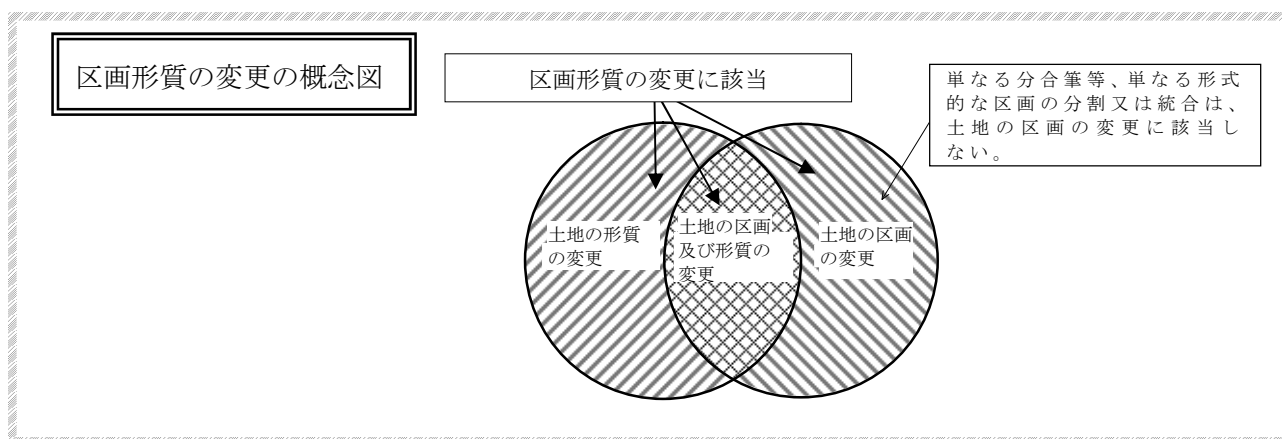 区画形質の変更の概念図
区画形質の変更に該当
単なる分合筆等、単なる形式
的な区画の分割又は統合は、
土地の区画の変更に該当し
ない。
土地の形質
の変更
土地の区画
及び形質の
変更
土地の区画
の変更